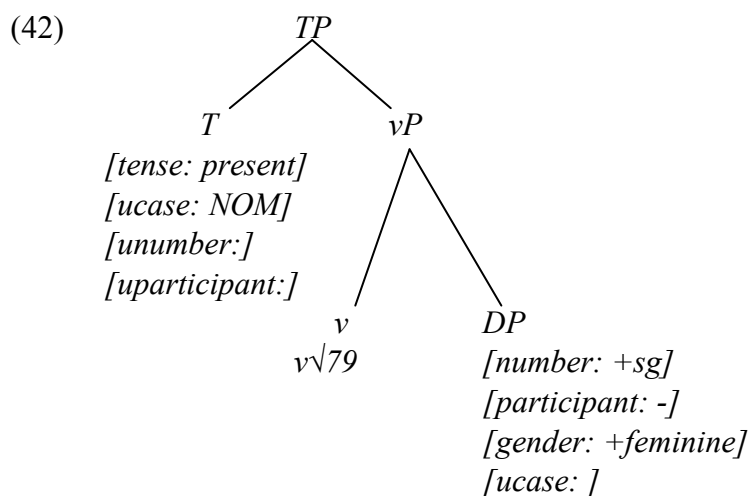 (42) TP
T vP
[tense: present]
[ucase: NOM]
[unumber:]
[uparticipant:]
v DP
v√79 [number: +sg]
[participant: -]
[gender: +feminine]
[ucase: ]